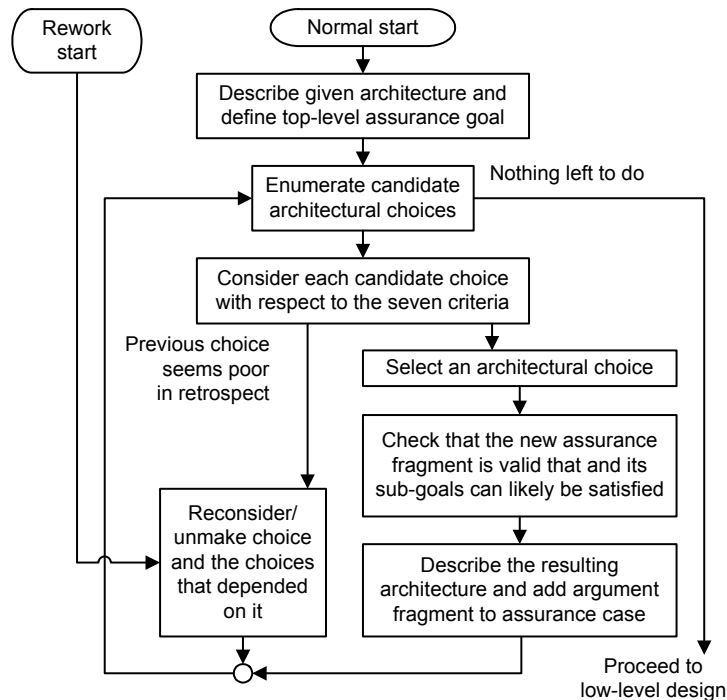 Rework
start
Normal start
Describe given architecture and
define top-level assurance goal
Nothing left to do
Enumerate candidate
architectural choices
Consider each candidate choice
with respect to the seven criteria
Previous choice
seems poor
in retrospect
Select an architectural choice
Check that the new assurance
fragment is valid that and its
sub-goals can likely be satisfied
Reconsider/
unmake choice
and the choices
that depended
on it
Describe the resulting
architecture and add argument
fragment to assurance case
Proceed to
low-level design